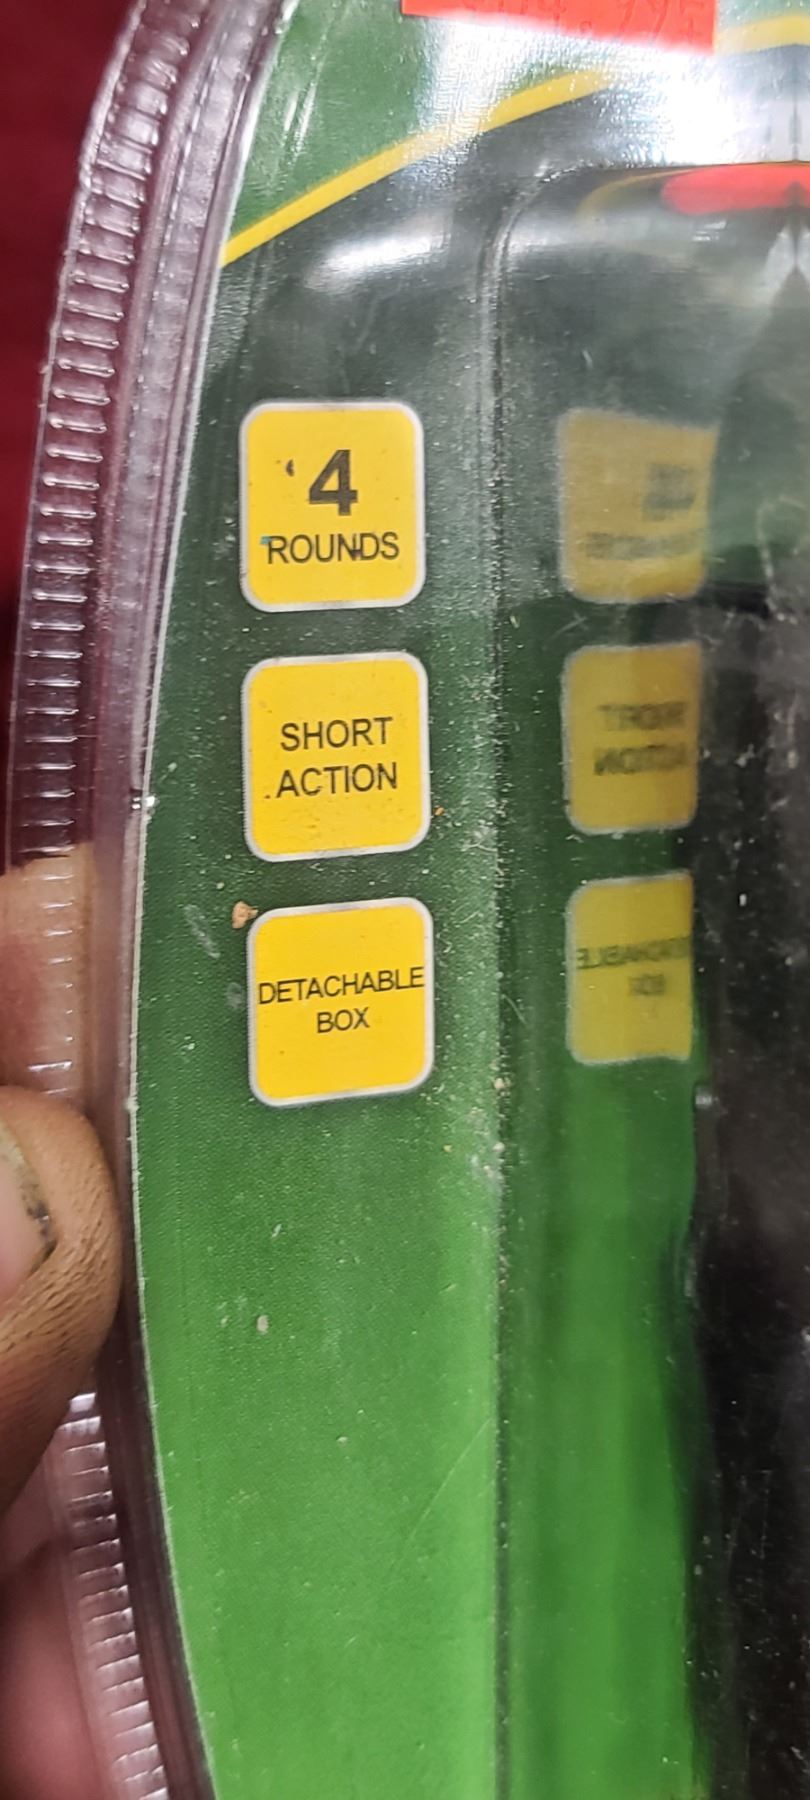 4
ROUNDS
SHORT
ACTION
DETACHABLE
BOX